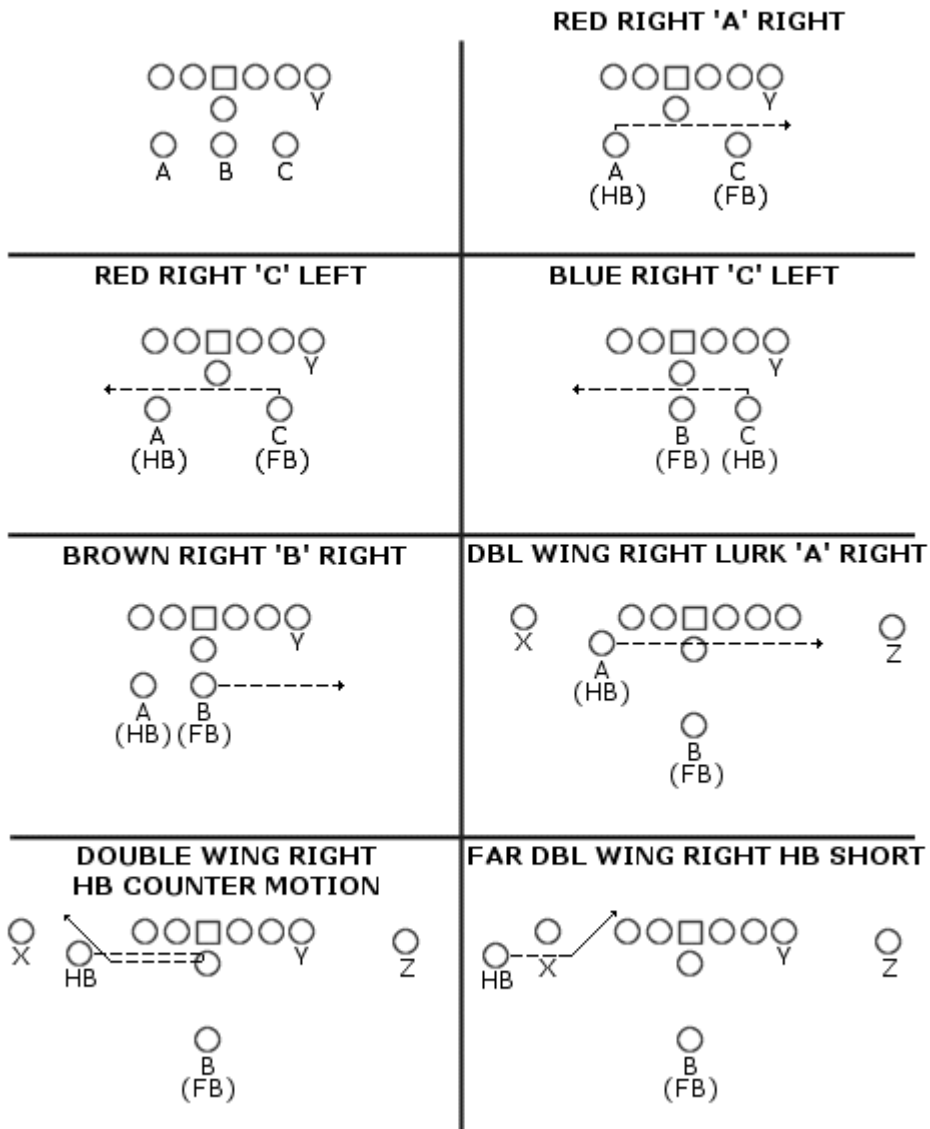 Y
A B C
RED RIGHT 'A' RIGHT
Y
A C
(HB) (FB)
RED RIGHT 'C' LEFT
Y
A C
(HB) (FB)
BLUE RIGHT 'C' LEFT
Y
B C
(FB) (HB)
BROWN RIGHT 'B' RIGHT
Y
A B
(HB) (FB)
DBL WING RIGHT LURK 'A' RIGHT
X Z
A
(HB)
B
(FB)
DOUBLE WING RIGHT
HB COUNTER MOTION
X Y Z
HB
B
(FB)
FAR DBL WING RIGHT HB SHORT
HB X Y Z
B
(FB)